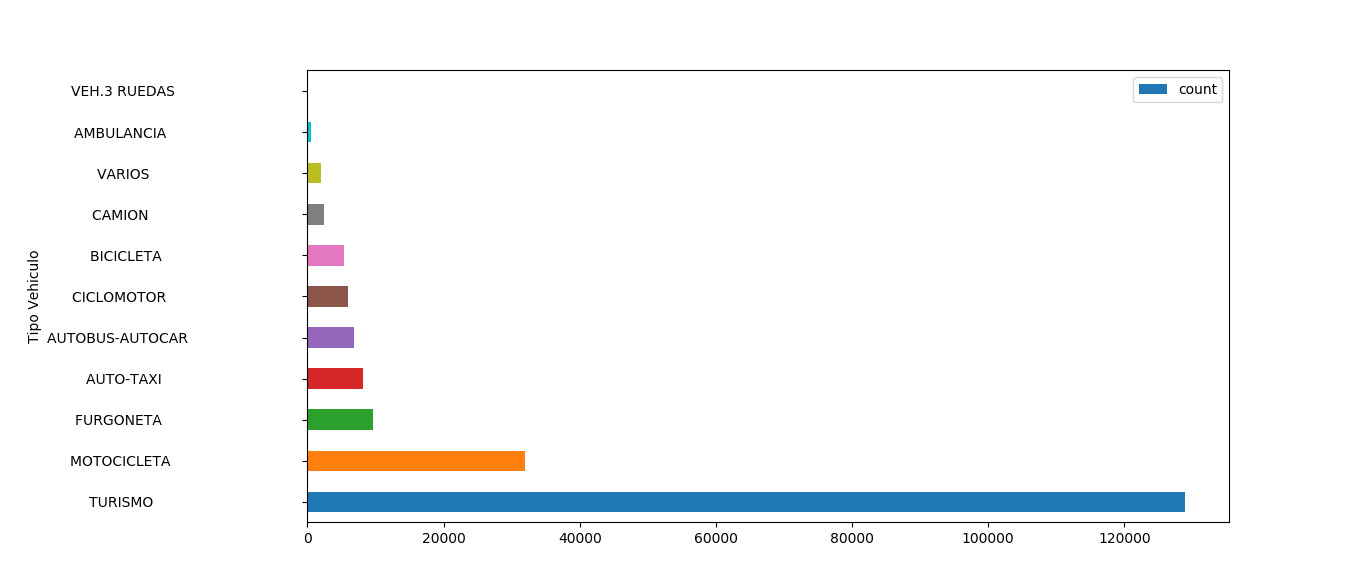 count
VEH.3 RUEDAS
AMBULANCIA
VARIOS
CAMION
BICICLETA
CICLOMOTOR
AUTOBUS-AUTOCAR
AUTO-TAXI
FURGONETA
MOTOCICLETA
TURISMO
Tipo Vehiculo
0 20000 40000 60000 80000 100000 120000